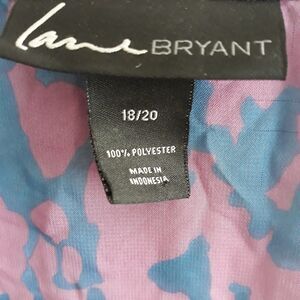 Lane BRYANT
18/20
100% POLYESTER
MADE IN
INDONESIA